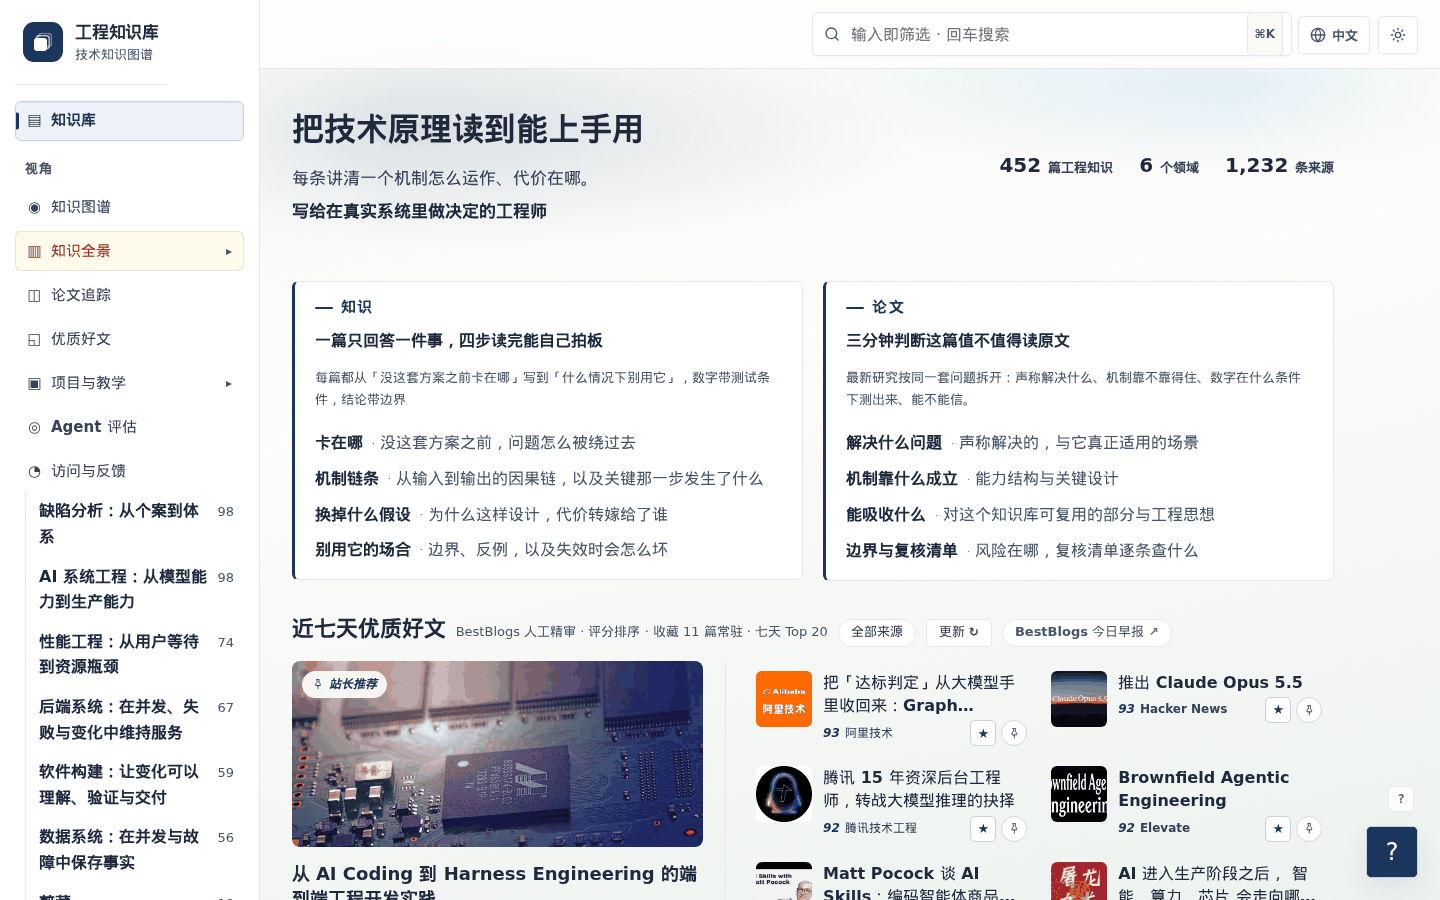 工程知识库
技术知识图谱
知识库
视角
知识图谱
知识全景
论文追踪
优质好文
项目与教学
Agent 评估
访问与反馈
缺陷分析：从个案到体系 98
AI 系统工程：从模型能力到生产能力 98
性能工程：从用户等待到资源瓶颈 74
后端系统：在并发、失败与变化中维持服务 67
软件构建：让变化可以理解、验证与交付 59
数据系统：在并发与故障中保存事实 56
输入即筛选 · 回车搜索
⌘K
中文
把技术原理读到能上手用
每条讲清一个机制怎么运作、代价在哪。
写给在真实系统里做决定的工程师
452 篇工程知识 6 个领域 1,232 条来源
— 知识
一篇只回答一件事，四步读完能自己拍板
每篇都从「没这套方案之前卡在哪」写到「什么情况下别用它」，数字带测试条
件，结论带边界
卡在哪 · 没这套方案之前，问题怎么被绕过去
机制链条 · 从输入到输出的因果链，以及关键那一步发生了什么
换掉什么假设 · 为什么这样设计，代价转嫁给了谁
别用它的场合 · 边界、反例，以及失效时会怎么坏
— 论文
三分钟判断这篇值不值得读原文
最新研究按同一套问题拆开：声称解决什么、机制靠不靠得住、数字在什么条件
下测出来、能不能信。
解决什么问题 · 声称解决的，与它真正适用的场景
机制靠什么成立 · 能力结构与关键设计
能吸收什么 · 对这个知识库可复用的部分与工程思想
边界与复核清单 · 风险在哪，复核清单逐条查什么
近七天优质好文 BestBlogs 人工精审 · 评分排序 · 收藏 11 篇常驻 · 七天 Top 20 全部来源 更新 ↻ BestBlogs 今日早报 ↗
站长推荐
从 AI Coding 到 Harness Engineering 的端
到端工程开发实践
Alibaba
阿里技术
把「达标判定」从大模型手
里收回来：Graph…
93 阿里技术
Claude Opus 5.5
推出 Claude Opus 5.5
93 Hacker News
腾讯 15 年资深后台工程
师，转战大模型推理的抉择
92 腾讯技术工程
Brownfield Agentic
Engineering
92 Elevate
Matt Pocock 谈 AI
Skills：编码智能体商品…
AI 进入生产阶段之后， 智
能、算力、芯片 会走向哪…
?
?